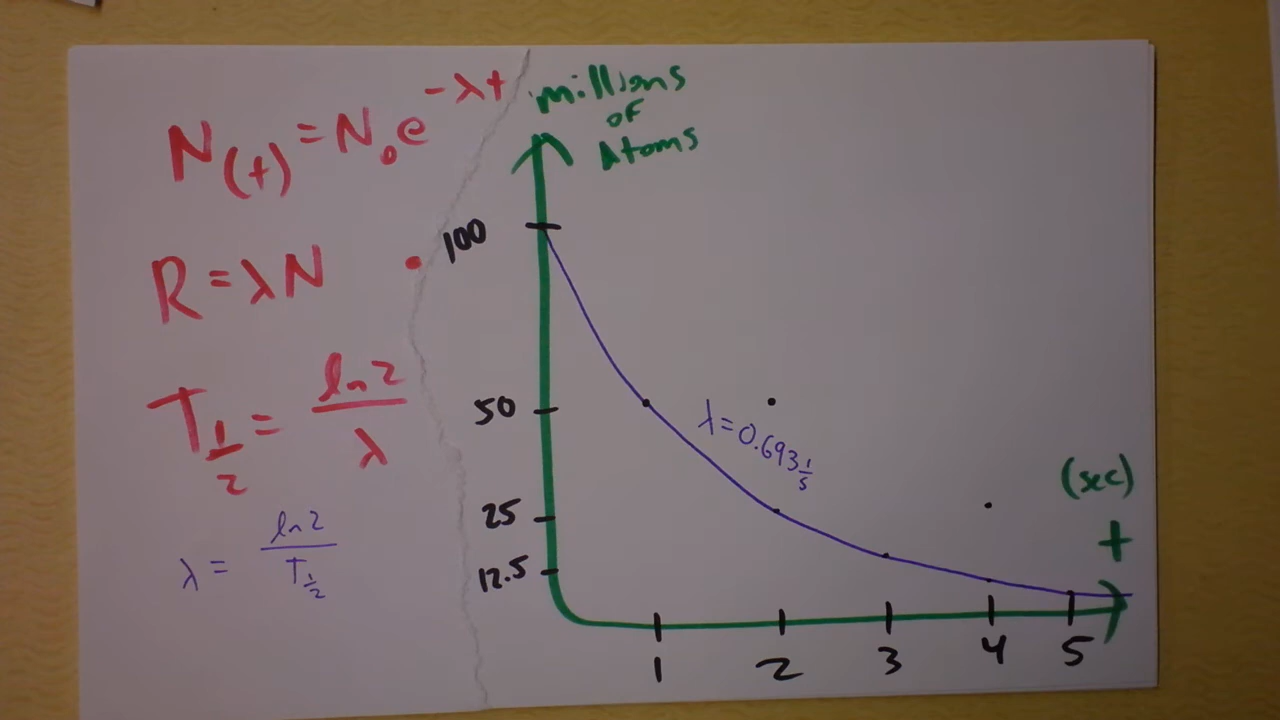 N(t) = N₀e^-λt
R = λN
T½ = ln2/λ
λ = ln2/T½
millions
of
Atoms
100
50
25
12.5
λ=0.693 1/s
(sec)
t
1 2 3 4 5